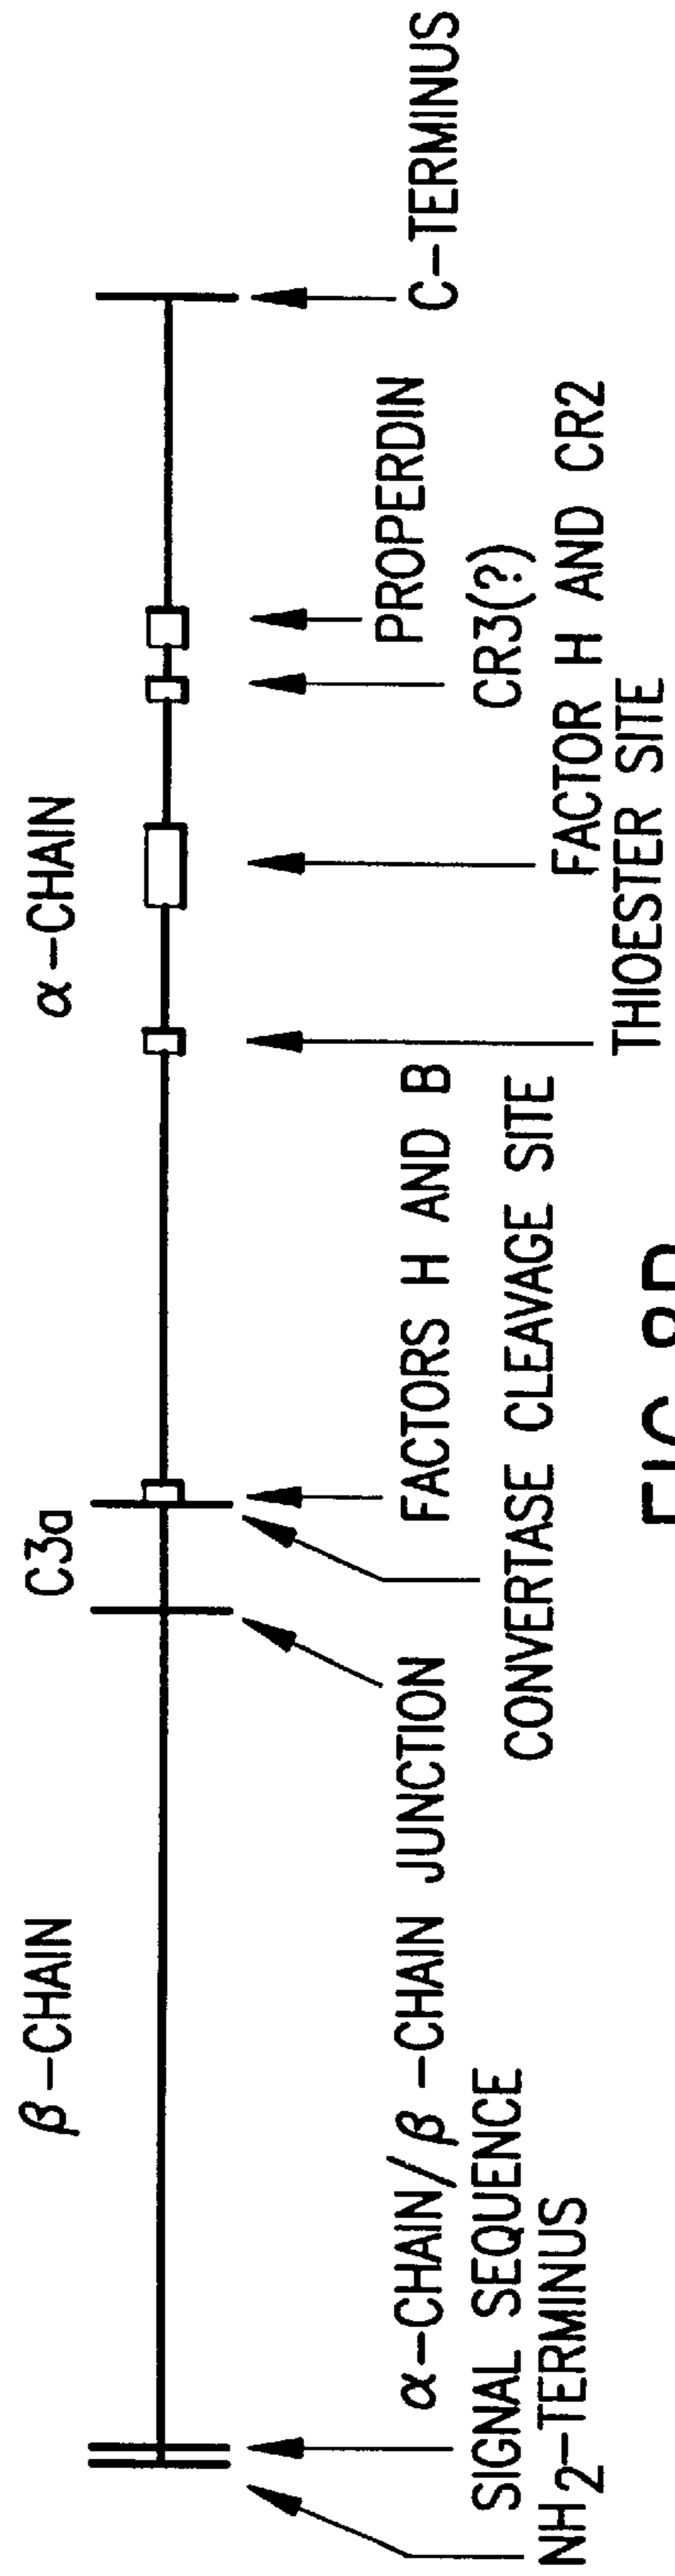 β-CHAIN
C3a
α-CHAIN
FACTORS H AND B
PROPERDIN
C-TERMINUS
α-CHAIN/β-CHAIN JUNCTION
CR3(?)
SIGNAL SEQUENCE
CONVERTASE CLEAVAGE SITE
FACTOR H AND CR2
NH2-TERMINUS
THIOESTER SITE